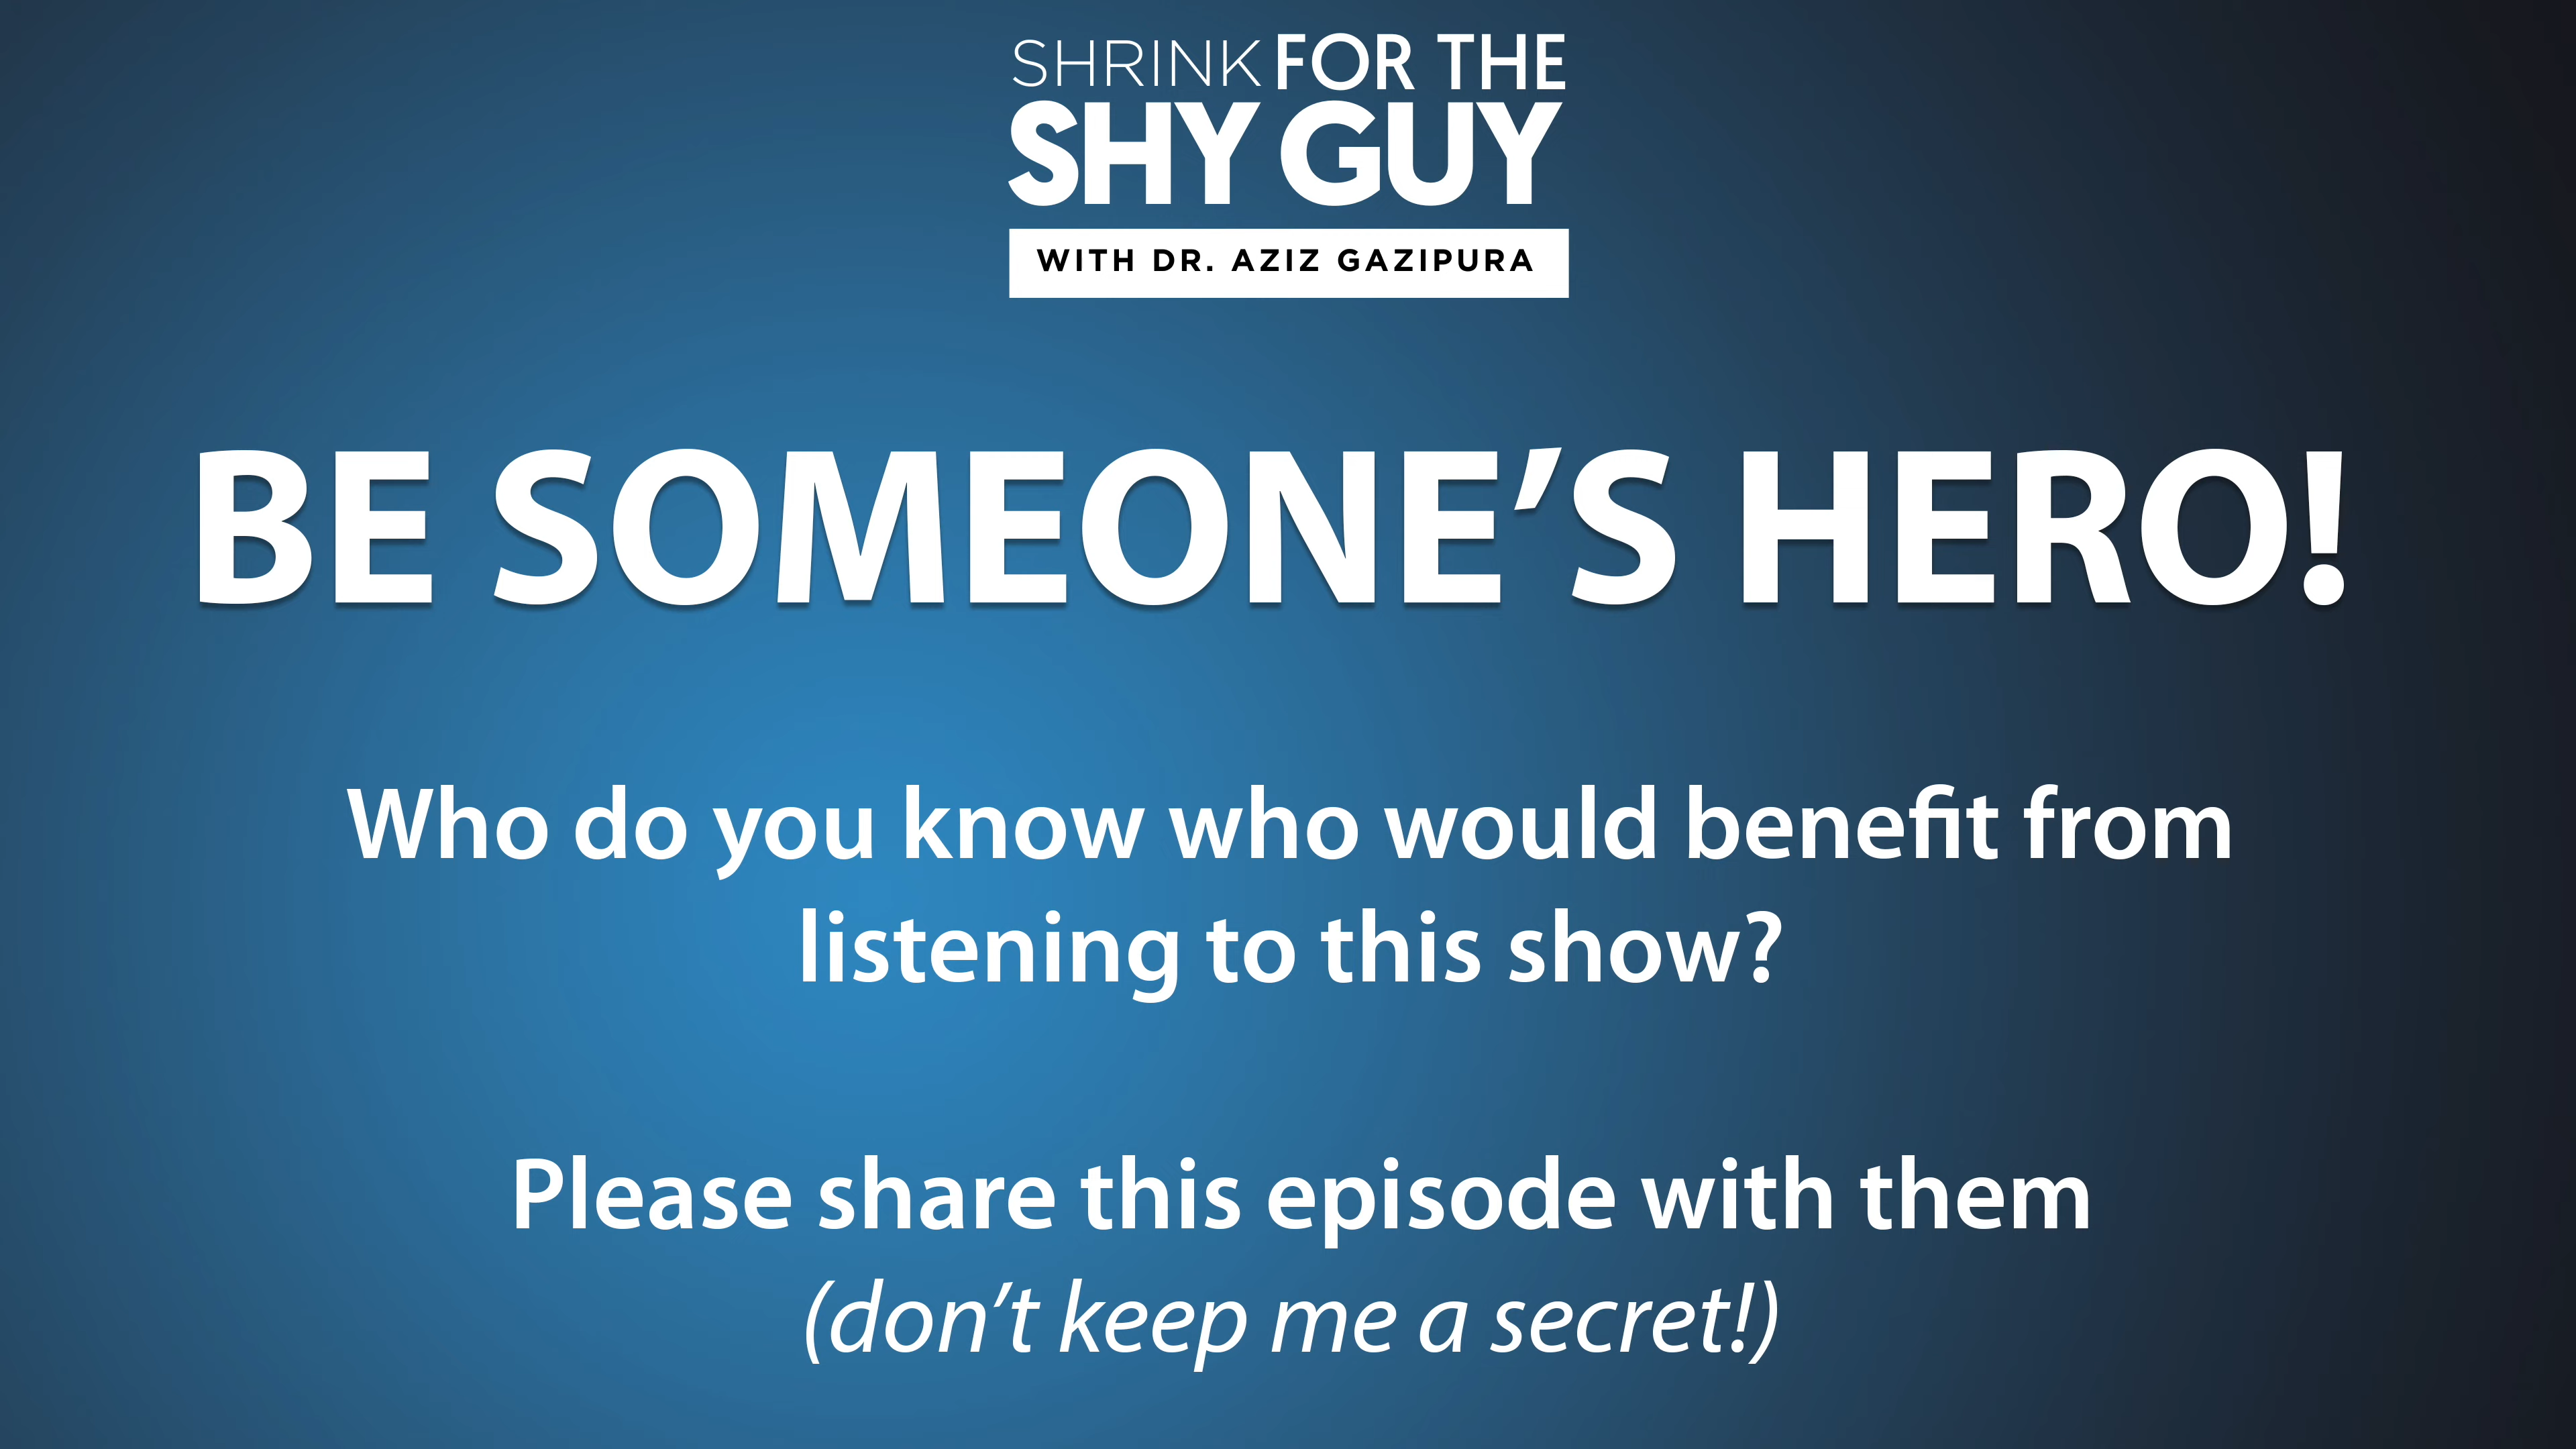 SHRINK FOR THE
SHY GUY
WITH DR. AZIZ GAZIPURA
BE SOMEONE’S HERO!
Who do you know who would benefit from
listening to this show?
Please share this episode with them
(don’t keep me a secret!)